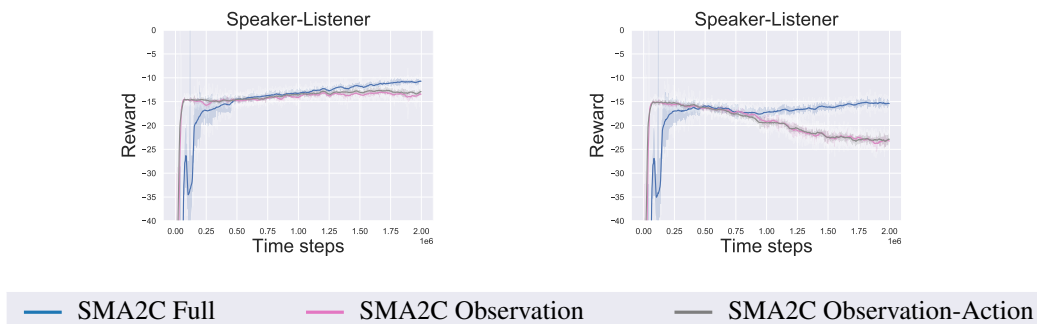 Speaker-Listener
0
−5
−10
−15
−20
−25
−30
−35
−40
Reward
0.00 0.25 0.50 0.75 1.00 1.25 1.50 1.75 2.00
1e6
Time steps
Speaker-Listener
0
−5
−10
−15
−20
−25
−30
−35
−40
Reward
0.00 0.25 0.50 0.75 1.00 1.25 1.50 1.75 2.00
1e6
Time steps
SMA2C Full SMA2C Observation SMA2C Observation-Action